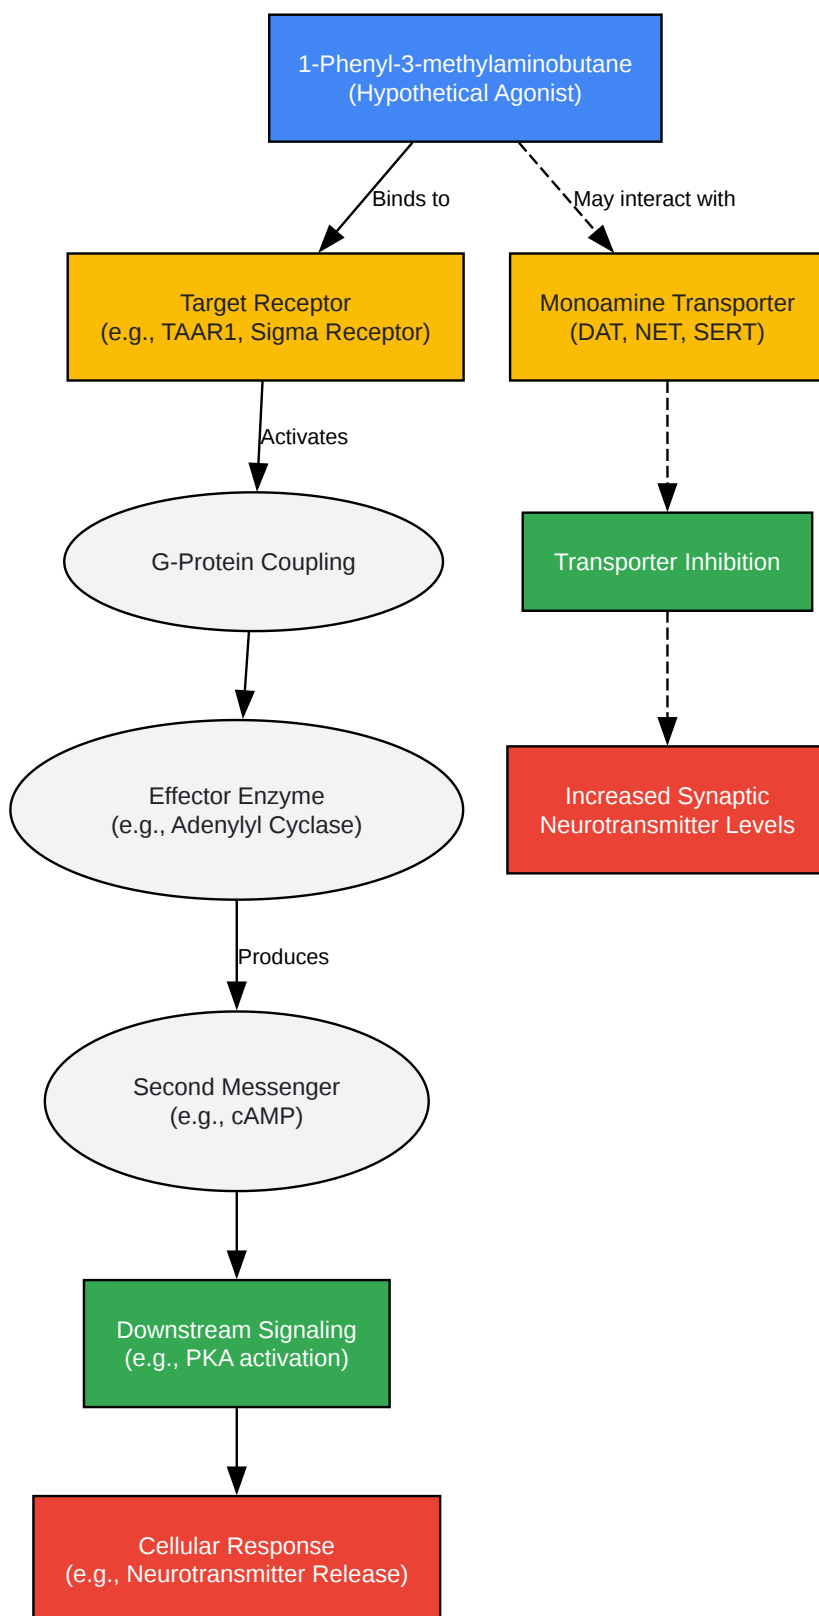 1-Phenyl-3-methylaminobutane
(Hypothetical Agonist)
Binds to
May interact with
Target Receptor
(e.g., TAAR1, Sigma Receptor)
Monoamine Transporter
(DAT, NET, SERT)
Activates
G-Protein Coupling
Transporter Inhibition
Effector Enzyme
(e.g., Adenylyl Cyclase)
Increased Synaptic
Neurotransmitter Levels
Produces
Second Messenger
(e.g., cAMP)
Downstream Signaling
(e.g., PKA activation)
Cellular Response
(e.g., Neurotransmitter Release)